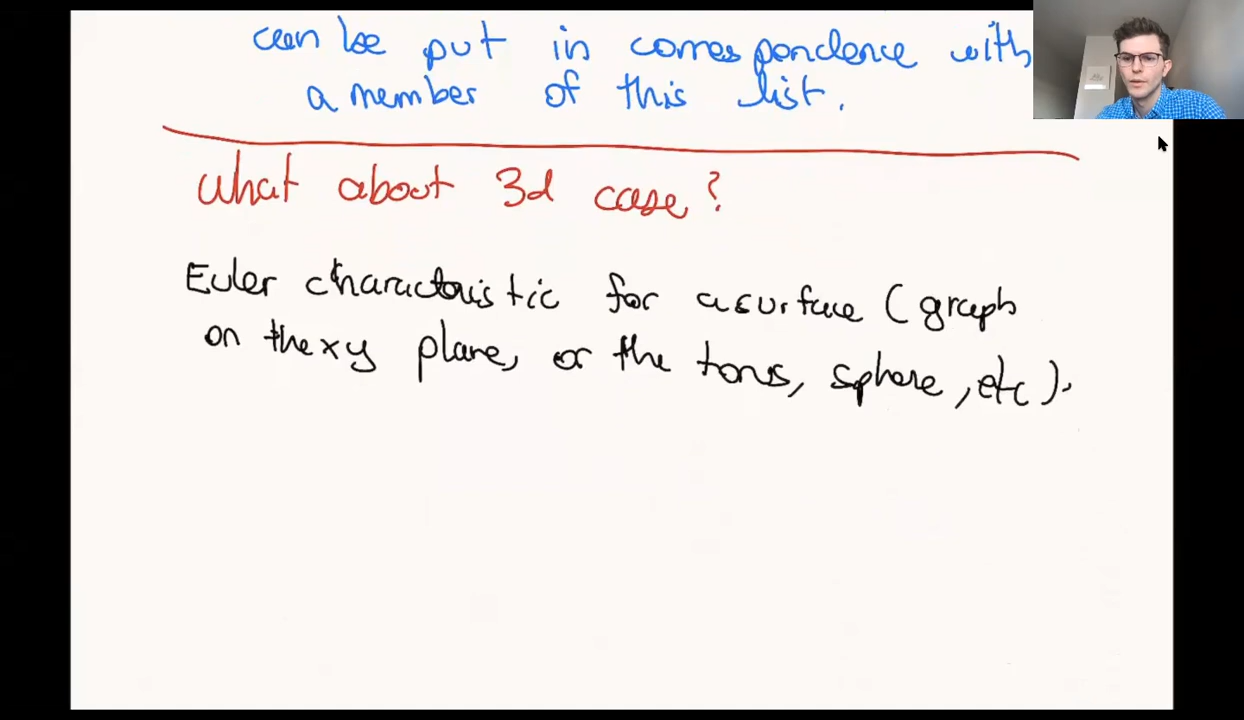 can be put in correspondence with
a member of this list.
What about 3d case?
Euler characteristic for a surface (graph
on the xy plane, or the torus, sphere, etc).